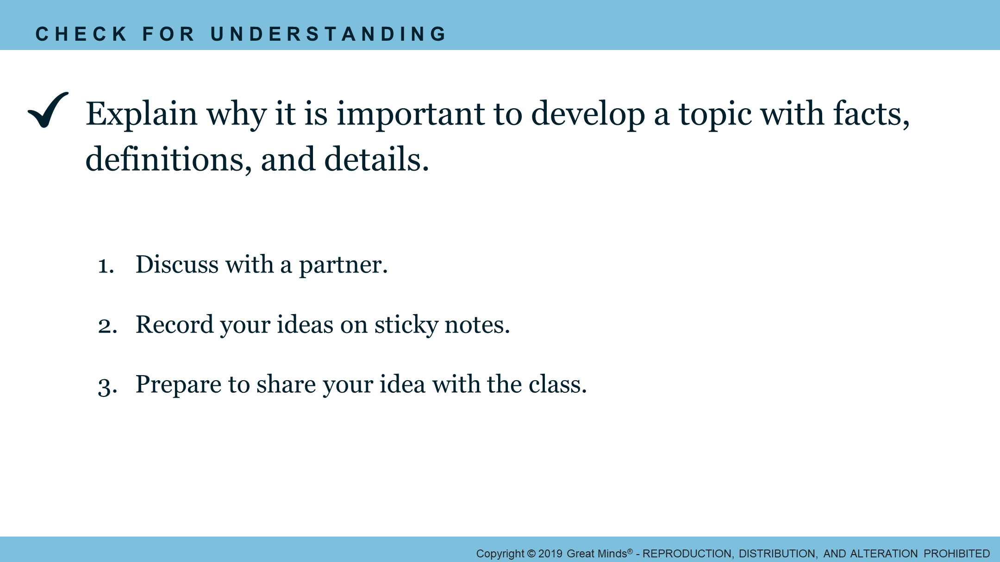 CHECK FOR UNDERSTANDING
✓ Explain why it is important to develop a topic with facts,
definitions, and details.
1. Discuss with a partner.
2. Record your ideas on sticky notes.
3. Prepare to share your idea with the class.
Copyright © 2019 Great Minds® - REPRODUCTION, DISTRIBUTION, AND ALTERATION PROHIBITED